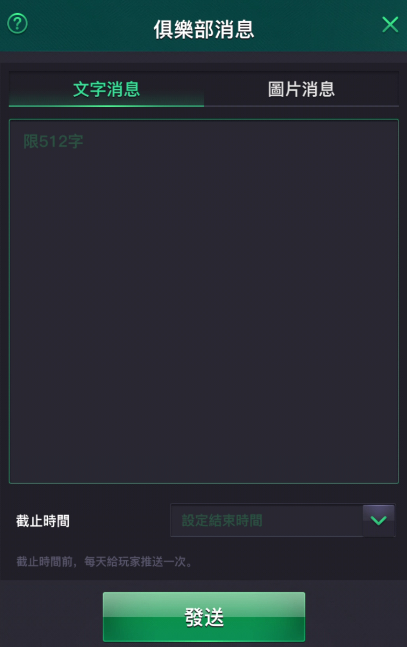 俱樂部消息
文字消息
圖片消息
限512字
截止時間
設定結束時間
截止時間前，每天給玩家推送一次。
發送